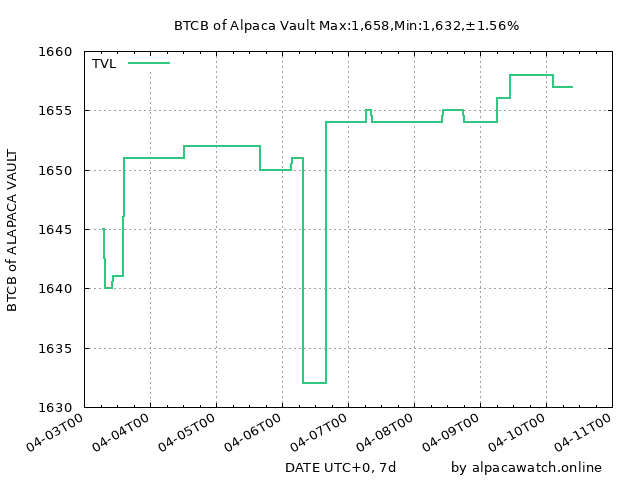 BTCB of Alpaca Vault Max:1,658,Min:1,632,±1.56%
TVL
1660
1655
1650
1645
1640
1635
1630
BTCB of ALAPACA VAULT
04-03T00
04-04T00
04-05T00
04-06T00
04-07T00
04-08T00
04-09T00
04-10T00
04-11T00
DATE UTC+0, 7d
by alpacawatch.online